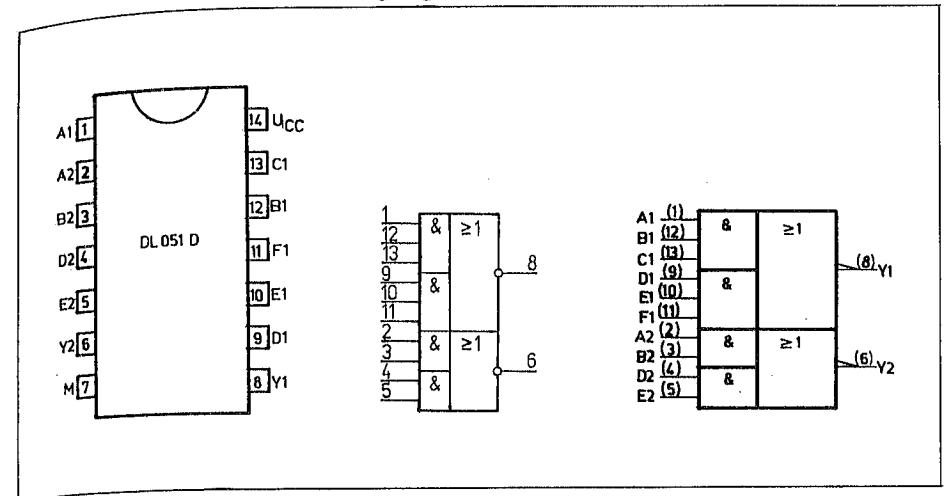 A1 1
A2 2
B2 3
D2 4
E2 5
Y2 6
M 7
DL 051 D
14 UCC
13 C1
12 B1
11 F1
10 E1
9 D1
8 Y1
1
12
13
9
10
11
2
3
4
5
& ≥1
&
& ≥1
&
8
6
A1 (1)
B1 (12)
C1 (13)
D1 (9)
E1 (10)
F1 (11)
A2 (2)
B2 (3)
D2 (4)
E2 (5)
& ≥1
&
& ≥1
&
(8) Y1
(6) Y2